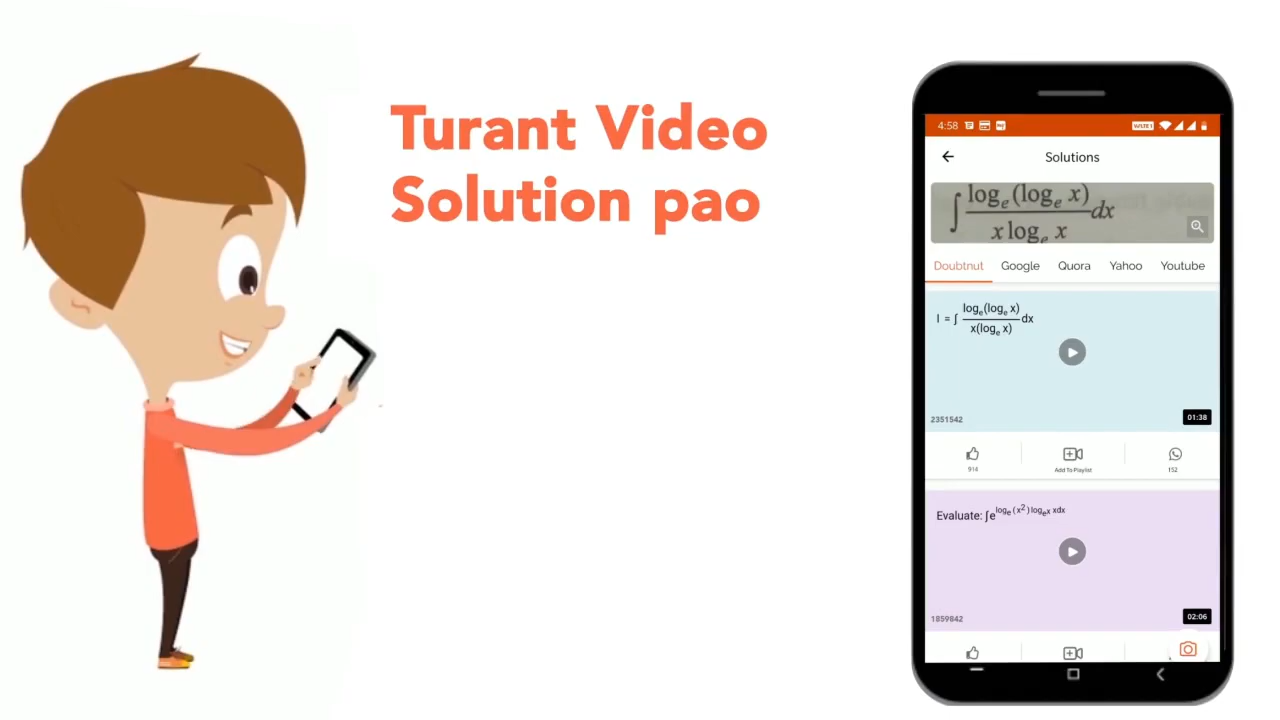 Turant Video
Solution pao
4:58
Solutions
∫ logₑ(logₑ x) / x logₑ x dx
Doubtnut Google Quora Yahoo Youtube
I = ∫ logₑ(logₑ x) / x(logₑ x) dx
2351542 01:38
914 Add To Playlist 152
Evaluate: ∫e^logₑ(x²)logₑx xdx
1859842 02:06